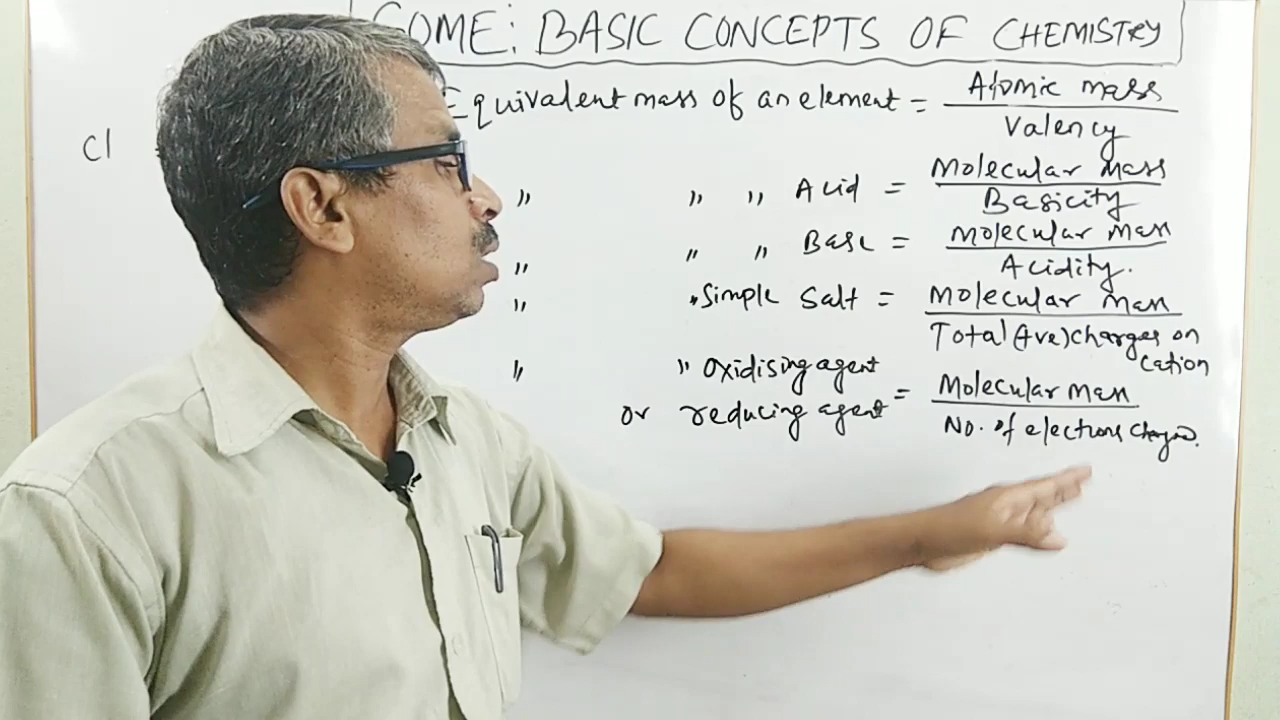 SOME: BASIC CONCEPTS OF CHEMISTRY
Equivalent mass of an element = Atomic mass
Valency
Cl
" " " Acid = Molecular mass
Basicity
" " " Base = Molecular mass
Acidity.
" " Simple Salt = Molecular mass
Total (+ve) charges on
cation
" " oxidising agent
or reducing agent = Molecular mass
No. of electrons